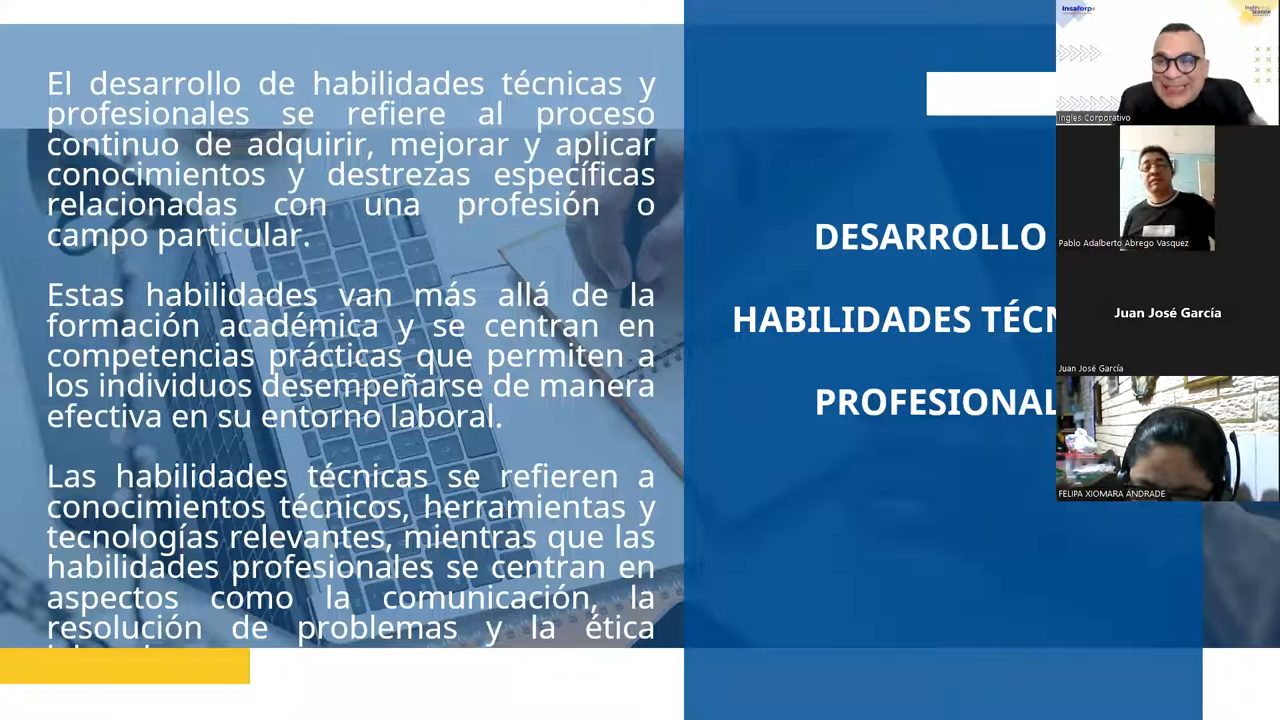 El desarrollo de habilidades técnicas y
profesionales se refiere al proceso
continuo de adquirir, mejorar y aplicar
conocimientos y destrezas específicas
relacionadas con una profesión o
campo particular.
Estas habilidades van más allá de la
formación académica y se centran en
competencias prácticas que permiten a
los individuos desempeñarse de manera
efectiva en su entorno laboral.
Las habilidades técnicas se refieren a
conocimientos técnicos, herramientas y
tecnologías relevantes, mientras que las
habilidades profesionales se centran en
aspectos como la comunicación, la
resolución de problemas y la ética
DESARROLLO
HABILIDADES TÉCN
PROFESIONAL
insaforp
Ingles Corporativo
Pablo Adalberto Abrego Vasquez
Juan José García
Juan José García
FELIPA XIOMARA ANDRADE